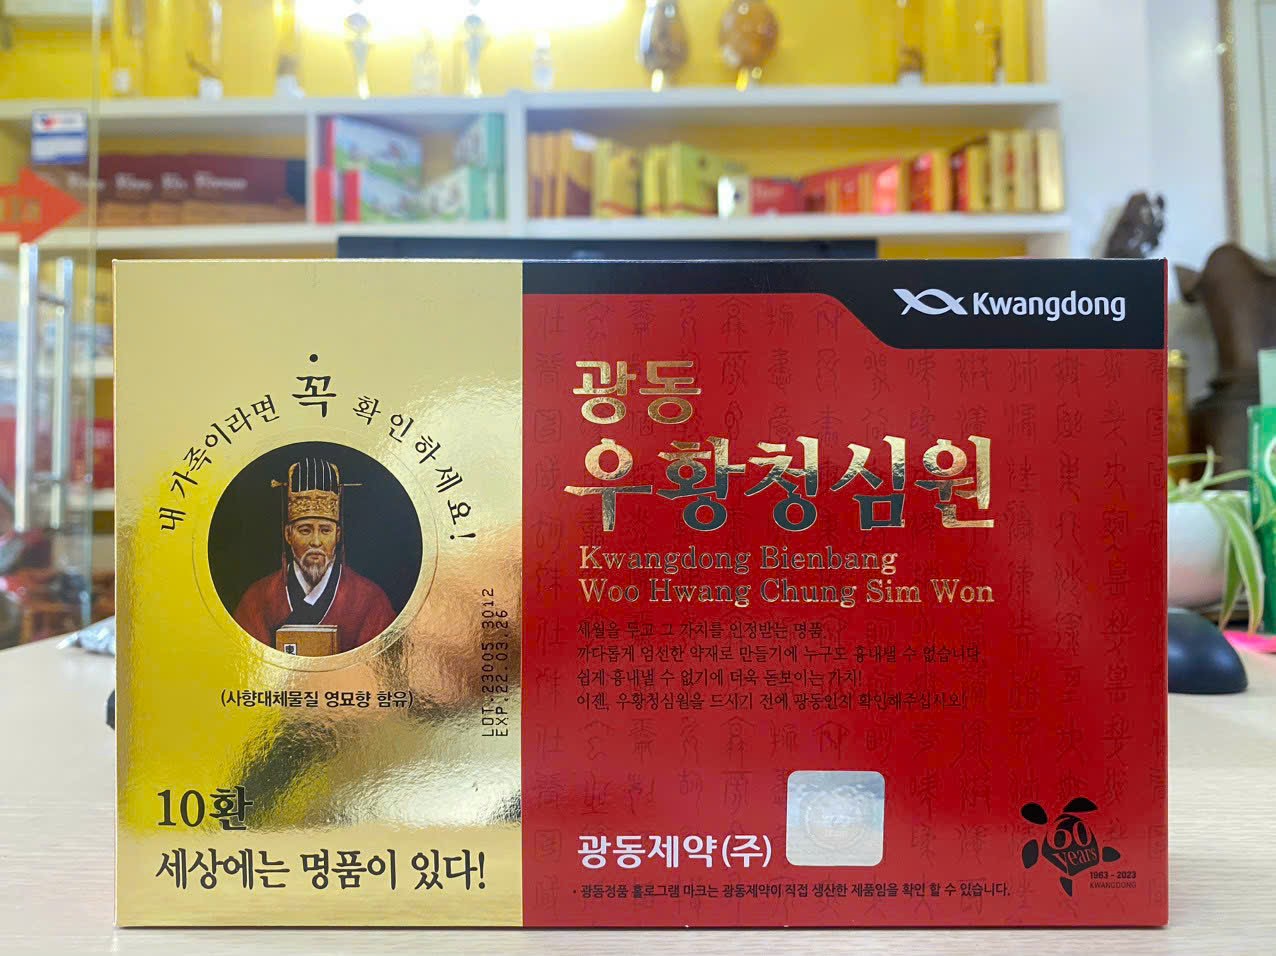 내 가족이라면 꼭 확인하세요!
(사향대체물질 영묘향 함유)
LOT:23005 3012
EXP.22.03.26
10환
세상에는 명품이 있다!
Kwangdong
광동
우황청심원
Kwangdong Bienbang
Woo Hwang Chung Sim Won
세월을 두고 그 가치를 인정받는 명품.
까다롭게 엄선한 약재로 만들기에 누구도 흉내낼 수 없습니다.
쉽게 흉내낼 수 없기에 더욱 돋보이는 가치!
이젠, 우황청심원을 드시기 전에 광동인지 확인해주십시오!
광동제약(주)
• 광동정품 홀로그램 마크는 광동제약이 직접 생산한 제품임을 확인 할 수 있습니다.
60
years
1963 - 2023
KWANGDONG